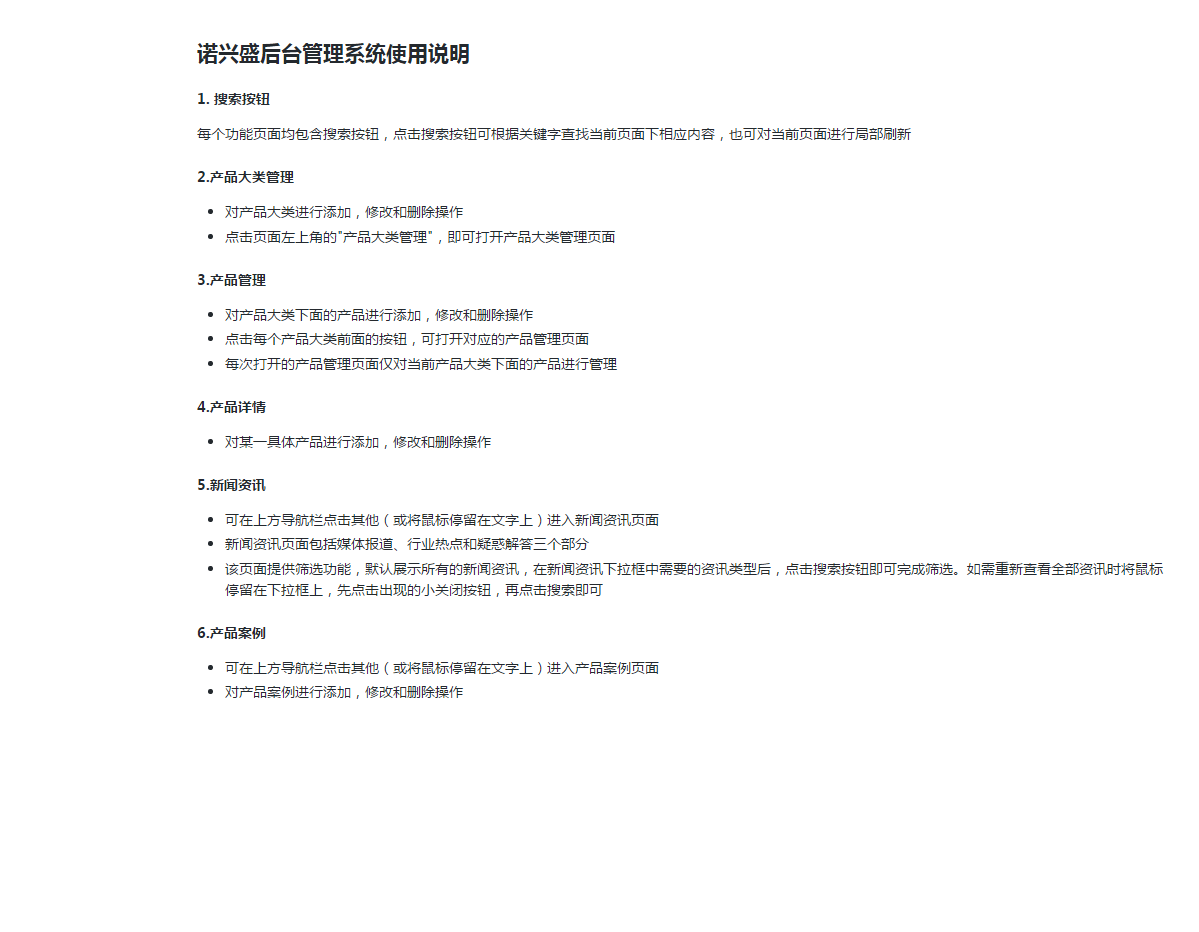 诺兴盛后台管理系统使用说明
1. 搜索按钮
每个功能页面均包含搜索按钮，点击搜索按钮可根据关键字查找当前页面下相应内容，也可对当前页面进行局部刷新
2.产品大类管理
对产品大类进行添加，修改和删除操作
点击页面左上角的"产品大类管理"，即可打开产品大类管理页面
3.产品管理
对产品大类下面的产品进行添加，修改和删除操作
点击每个产品大类前面的按钮，可打开对应的产品管理页面
每次打开的产品管理页面仅对当前产品大类下面的产品进行管理
4.产品详情
对某一具体产品进行添加，修改和删除操作
5.新闻资讯
可在上方导航栏点击其他（或将鼠标停留在文字上）进入新闻资讯页面
新闻资讯页面包括媒体报道、行业热点和疑惑解答三个部分
该页面提供筛选功能，默认展示所有的新闻资讯，在新闻资讯下拉框中需要的资讯类型后，点击搜索按钮即可完成筛选。如需重新查看全部资讯时将鼠标
停留在下拉框上，先点击出现的小关闭按钮，再点击搜索即可
6.产品案例
可在上方导航栏点击其他（或将鼠标停留在文字上）进入产品案例页面
对产品案例进行添加，修改和删除操作